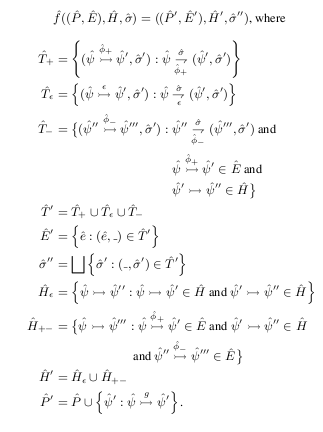 f̂((P̂, Ê), Ĥ, σ̂) = ((P̂′, Ê′), Ĥ′, σ̂′′), where
T̂₊ = {(ψ̂ ↣^{φ̂₊} ψ̂′, σ̂′) : ψ̂ ⇁^{σ̂}_{φ̂₊} (ψ̂′, σ̂′)}
T̂_ϵ = {(ψ̂ ↣^{ϵ} ψ̂′, σ̂′) : ψ̂ ⇁^{σ̂}_{ϵ} (ψ̂′, σ̂′)}
T̂₋ = {(ψ̂′′ ↣^{φ̂₋} ψ̂′′′, σ̂′) : ψ̂′′ ⇁^{σ̂}_{φ̂₋} (ψ̂′′′, σ̂′) and
ψ̂ ↣^{φ̂₊} ψ̂′ ∈ Ê and
ψ̂′ ↣ ψ̂′′ ∈ Ĥ}
T̂′ = T̂₊ ∪ T̂_ϵ ∪ T̂₋
Ê′ = {ê : (ê, _) ∈ T̂′}
σ̂′′ = ⨆ {σ̂′ : (_, σ̂′) ∈ T̂′}
Ĥ_ϵ = {ψ̂ ↣ ψ̂′′ : ψ̂ ↣ ψ̂′ ∈ Ĥ and ψ̂′ ↣ ψ̂′′ ∈ Ĥ}
Ĥ₊₋ = {ψ̂ ↣ ψ̂′′′ : ψ̂ ↣^{φ̂₊} ψ̂′ ∈ Ê and ψ̂′ ↣ ψ̂′′ ∈ Ĥ
and ψ̂′′ ↣^{φ̂₋} ψ̂′′′ ∈ Ê}
Ĥ′ = Ĥ_ϵ ∪ Ĥ₊₋
P̂′ = P̂ ∪ {ψ̂′ : ψ̂ ↣^{g} ψ̂′}.